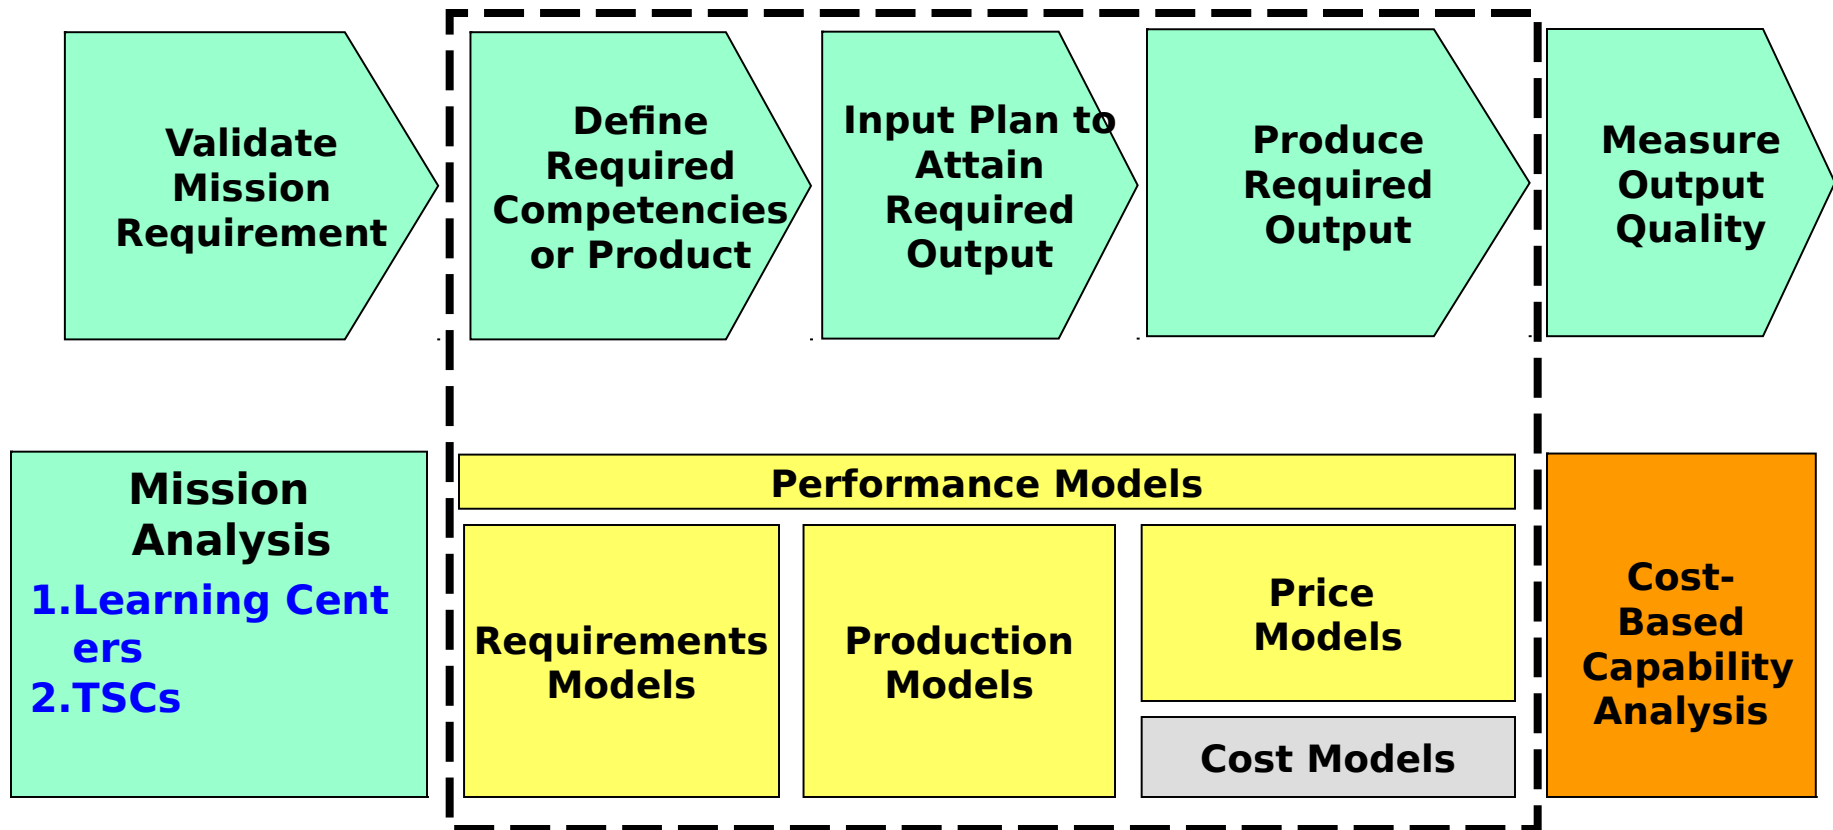 Validate
Mission
Requirement
Define
Required
Competencies
or Product
Input Plan to
Attain
Required
Output
Produce
Required
Output
Measure
Output
Quality
Mission
Analysis
1.Learning Cent
ers
2.TSCs
Performance Models
Requirements
Models
Production
Models
Price
Models
Cost Models
Cost-
Based
Capability
Analysis